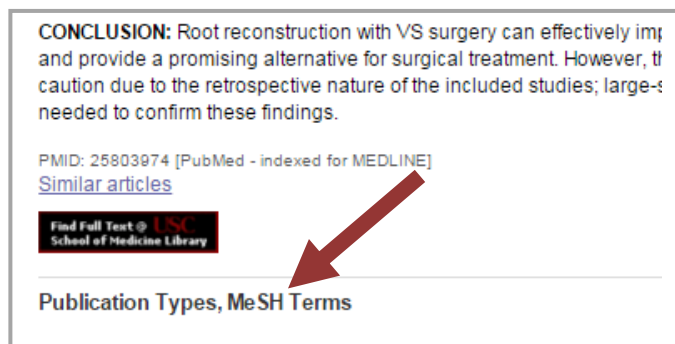 CONCLUSION: Root reconstruction with VS surgery can effectively
and provide a promising alternative for surgical treatment. However,
caution due to the retrospective nature of the included studies;
needed to confirm these findings.
PMID: 25803974 [PubMed - indexed for MEDLINE]
Similar articles
Find Full Text @ USC
School of Medicine Library
Publication Types, MeSH Terms